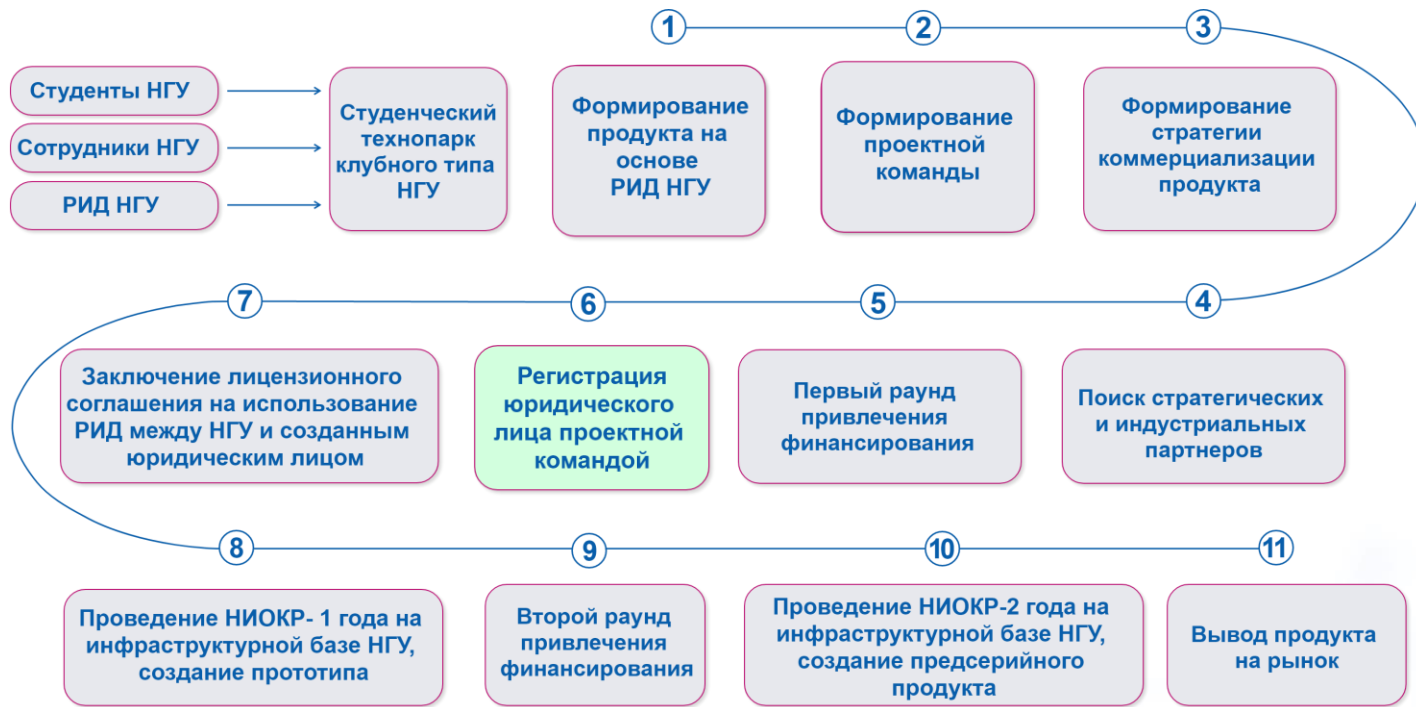 1
2
3
Студенты НГУ
Сотрудники НГУ
РИД НГУ
Студенческий
технопарк
клубного типа
НГУ
Формирование
продукта на
основе
РИД НГУ
Формирование
проектной
команды
Формирование
стратегии
коммерциализации
продукта
7
6
5
4
Заключение лицензионного
соглашения на использование
РИД между НГУ и созданным
юридическим лицом
Регистрация
юридического
лица проектной
командой
Первый раунд
привлечения
финансирования
Поиск стратегических
и индустриальных
партнеров
8
9
10
11
Проведение НИОКР- 1 года на
инфраструктурной базе НГУ,
создание прототипа
Второй раунд
привлечения
финансирования
Проведение НИОКР-2 года на
инфраструктурной базе НГУ,
создание предсерийного
продукта
Вывод продукта
на рынок